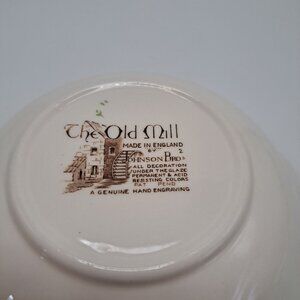 The Old Mill
MADE IN ENGLAND
BY 2
JOHNSON BROS
ALL DECORATION
UNDER THE GLAZE
PERMANENT & ACID
RESISTING COLORS
PAT PEND
A GENUINE HAND ENGRAVING